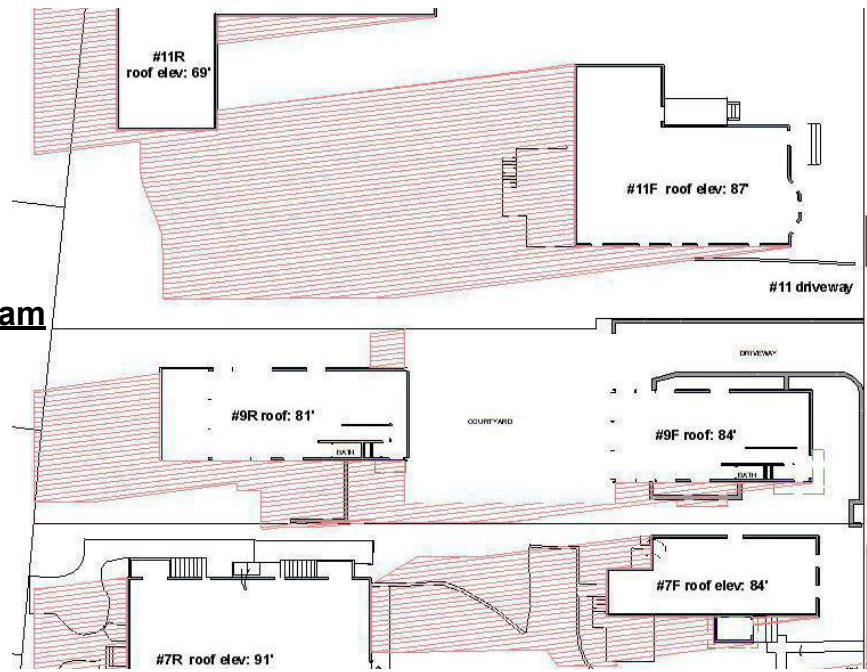 #11R
roof elev: 69'
#11F roof elev: 87'
#11 driveway
am
DRIVEWAY
#9R roof: 81'
COURTYARD
#9F roof: 84'
BATH
BATH
#7F roof elev: 84'
#7R roof elev: 91'